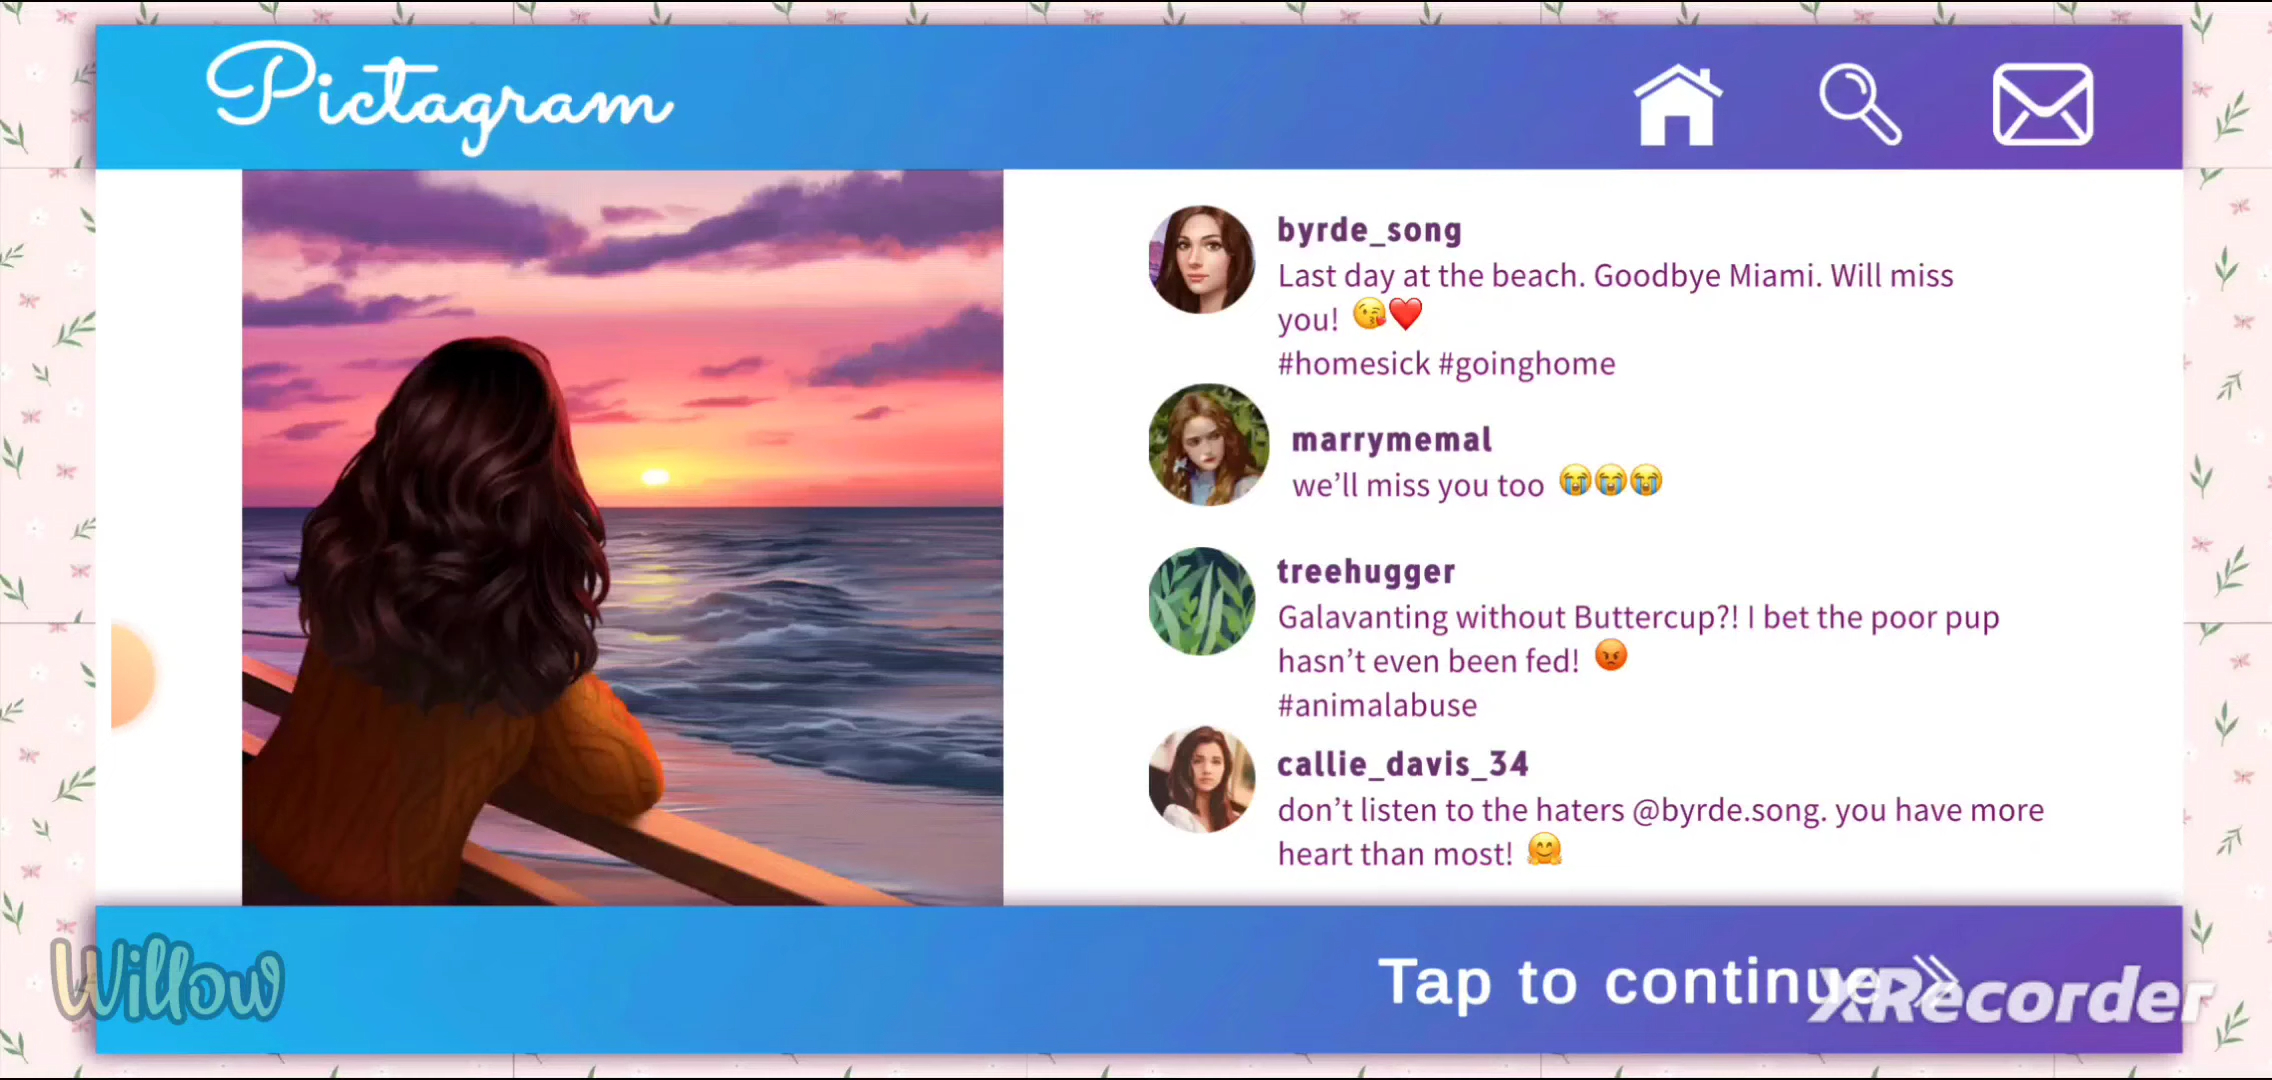 Pictagram
byrde_song
Last day at the beach. Goodbye Miami. Will miss
you! 😘❤️
#homesick #goinghome
marrymemal
we'll miss you too 😭😭😭
treehugger
Galavanting without Buttercup?! I bet the poor pup
hasn't even been fed! 😡
#animalabuse
callie_davis_34
don't listen to the haters @byrde.song. you have more
heart than most! 🤗
Willow
Tap to continue
XRecorder